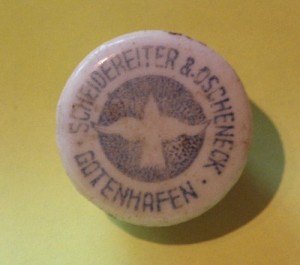 SCHEIDEREITER & OSCHENECK
· GOTENHAFEN ·